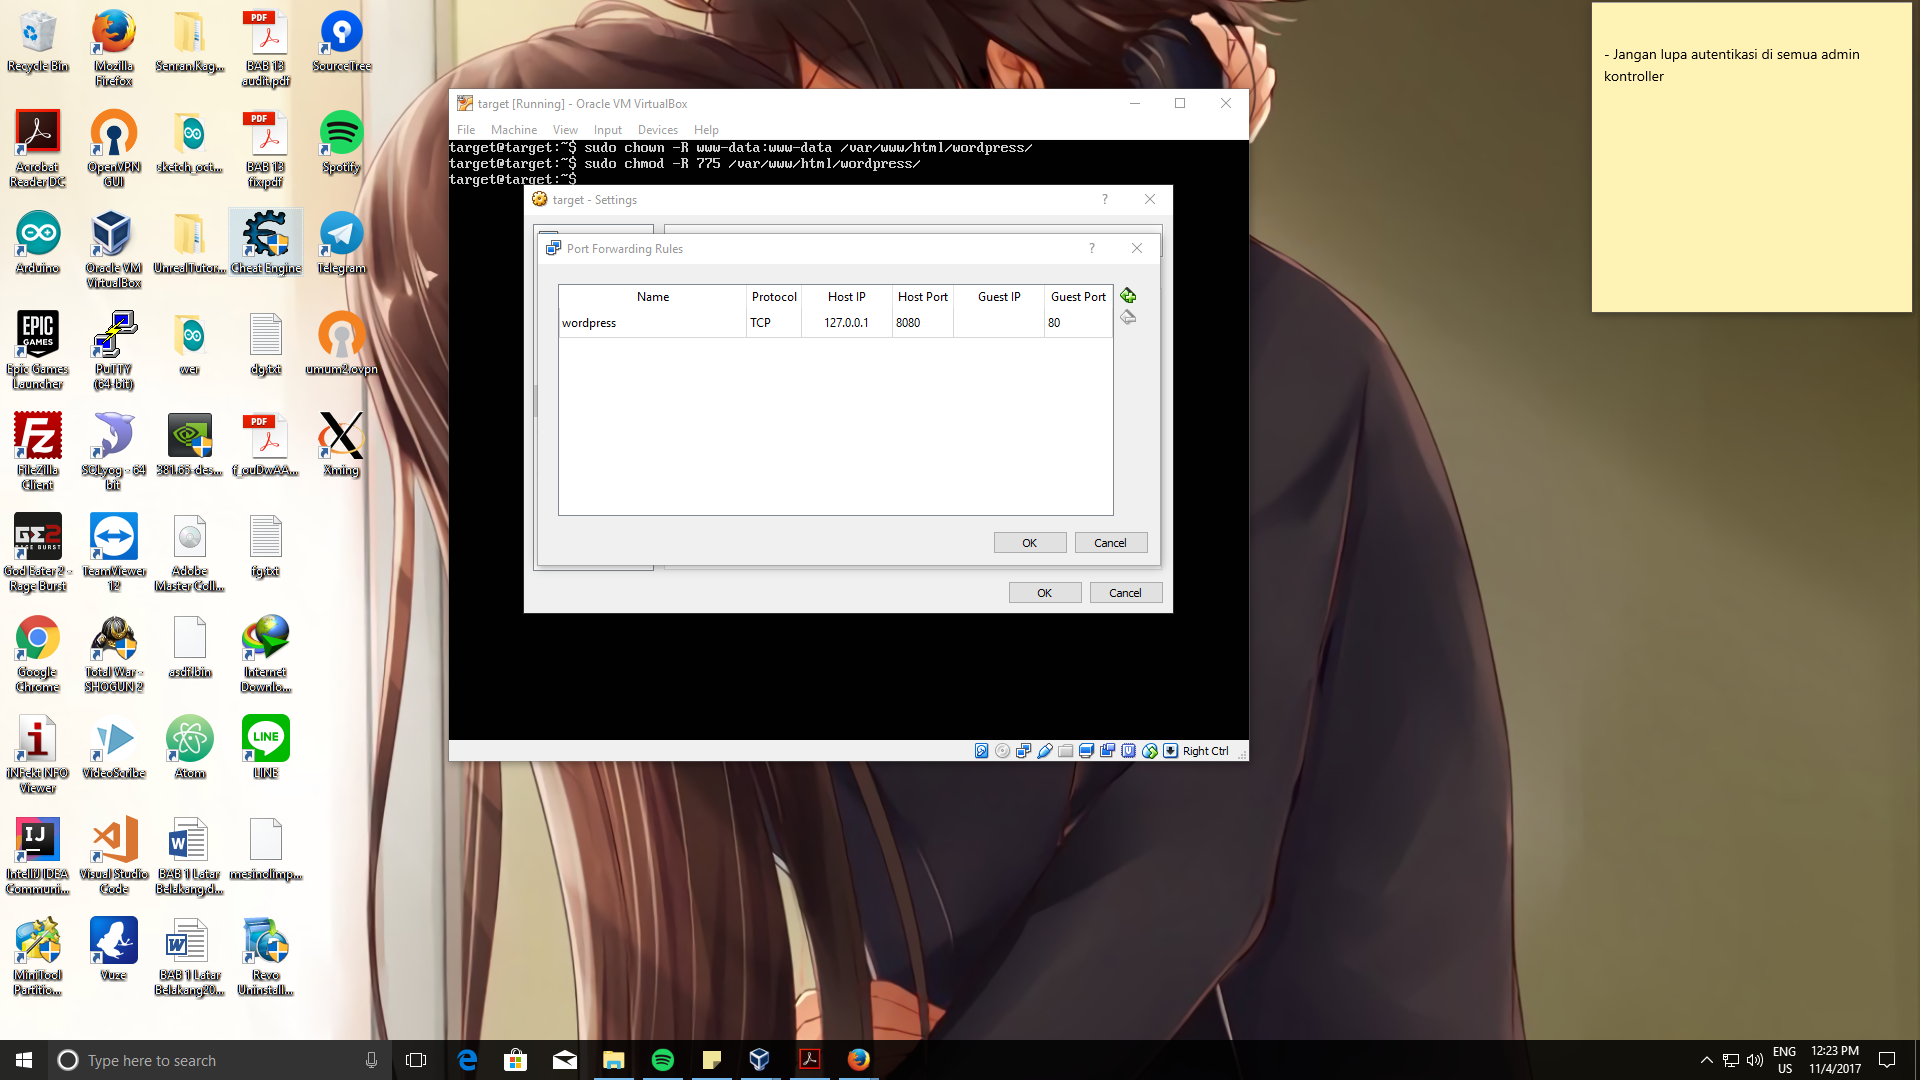 Recycle Bin
Mozilla
Firefox
Senran.Kag...
PDF
BAB 13
audit.pdf
SourceTree
Acrobat
Reader DC
OpenVPN
GUI
sketch_oct...
PDF
BAB 13
fix.pdf
Spotify
Arduino
Oracle VM
VirtualBox
UnrealTutor...
Cheat Engine
Telegram
EPIC
GAMES
Epic Games
Launcher
PuTTY
(64-bit)
wer
dg.txt
umum2.ovpn
FileZilla
Client
SQLyog - 64
bit
381.65-des...
PDF
f_ouDwAA...
Xming
GE2
RAGE BURST
God Eater 2 -
Rage Burst
TeamViewer
12
Adobe
Master Coll...
fg.txt
Google
Chrome
Total War -
SHOGUN 2
asdf.bin
Internet
Downlo...
iNFekt NFO
Viewer
VideoScribe
Atom
LINE
LINE
IJ
IntelliJ IDEA
Communi...
Visual Studio
Code
BAB 1 Latar
Belakang.d...
mesinolimp...
MiniTool
Partitio...
Vuze
BAB 1 Latar
Belakang20...
Revo
Uninstall...
target [Running] - Oracle VM VirtualBox
File Machine View Input Devices Help
target@target:~$ sudo chown -R www-data:www-data /var/www/html/wordpress/
target@target:~$ sudo chmod -R 775 /var/www/html/wordpress/
target@target:~$
target - Settings
Port Forwarding Rules
Name Protocol Host IP Host Port Guest IP Guest Port
wordpress TCP 127.0.0.1 8080 80
OK Cancel
OK Cancel
Right Ctrl
- Jangan lupa autentikasi di semua admin
kontroller
Type here to search
ENG
US
12:23 PM
11/4/2017